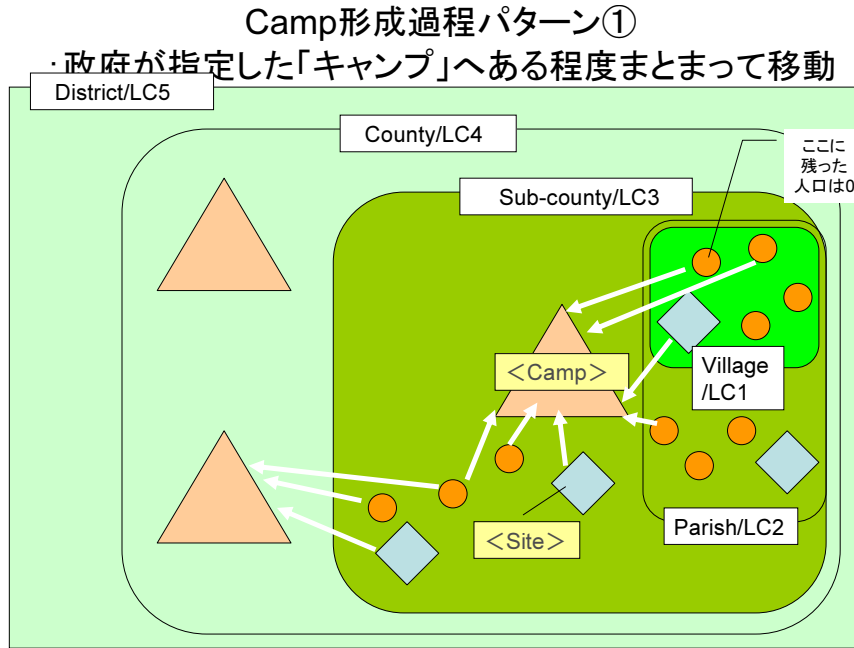 Camp形成過程パターン①
:政府が指定した「キャンプ」へある程度まとまって移動
District/LC5
County/LC4
ここに
残った
人口は0
Sub-county/LC3
＜Camp＞
Village
/LC1
＜Site＞
Parish/LC2